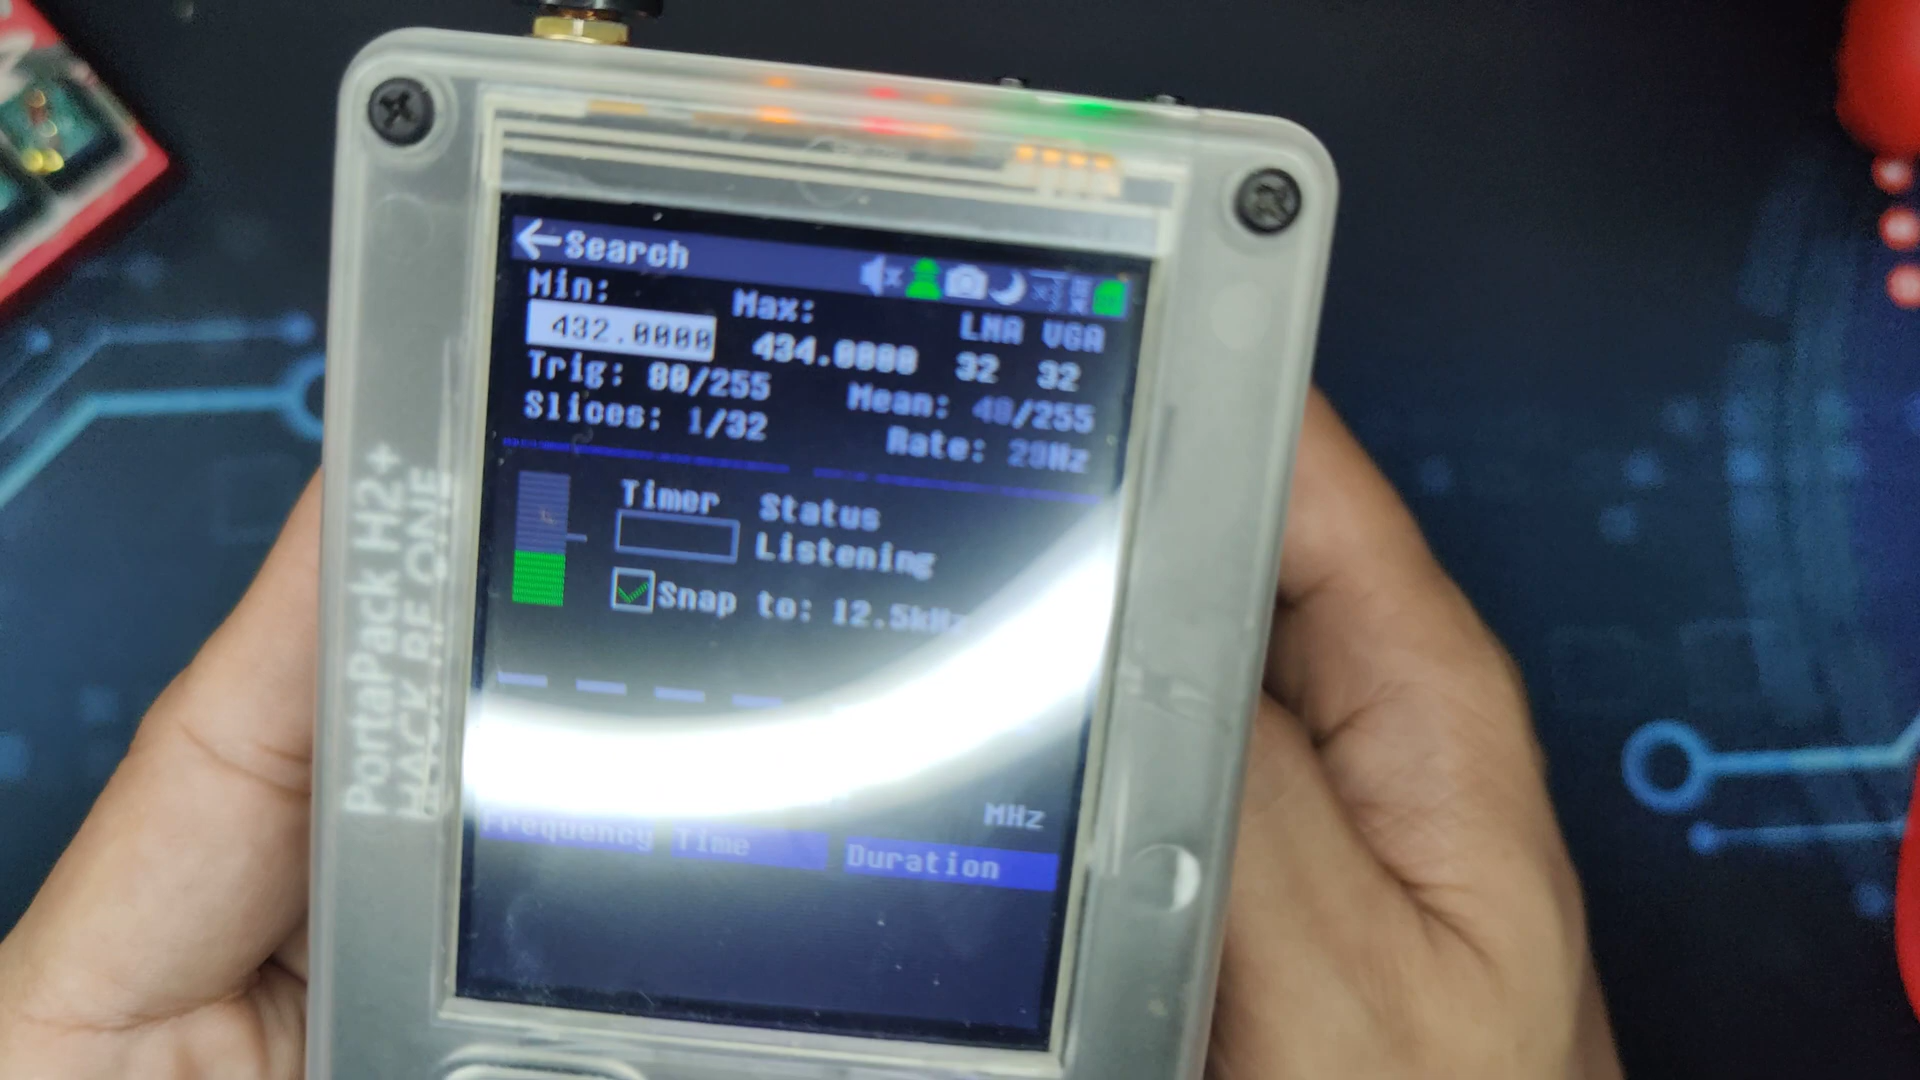 Search
Min: Max: LNA VGA
432.0000 434.0000 32 32
Trig: 80/255 Mean: 40/255
Slices: 1/32 Rate: 20Hz
Timer Status
Listening
Snap to: 12.5kHz
MHz
Frequency Time Duration
PortaPack H2+
HACK RF ONE